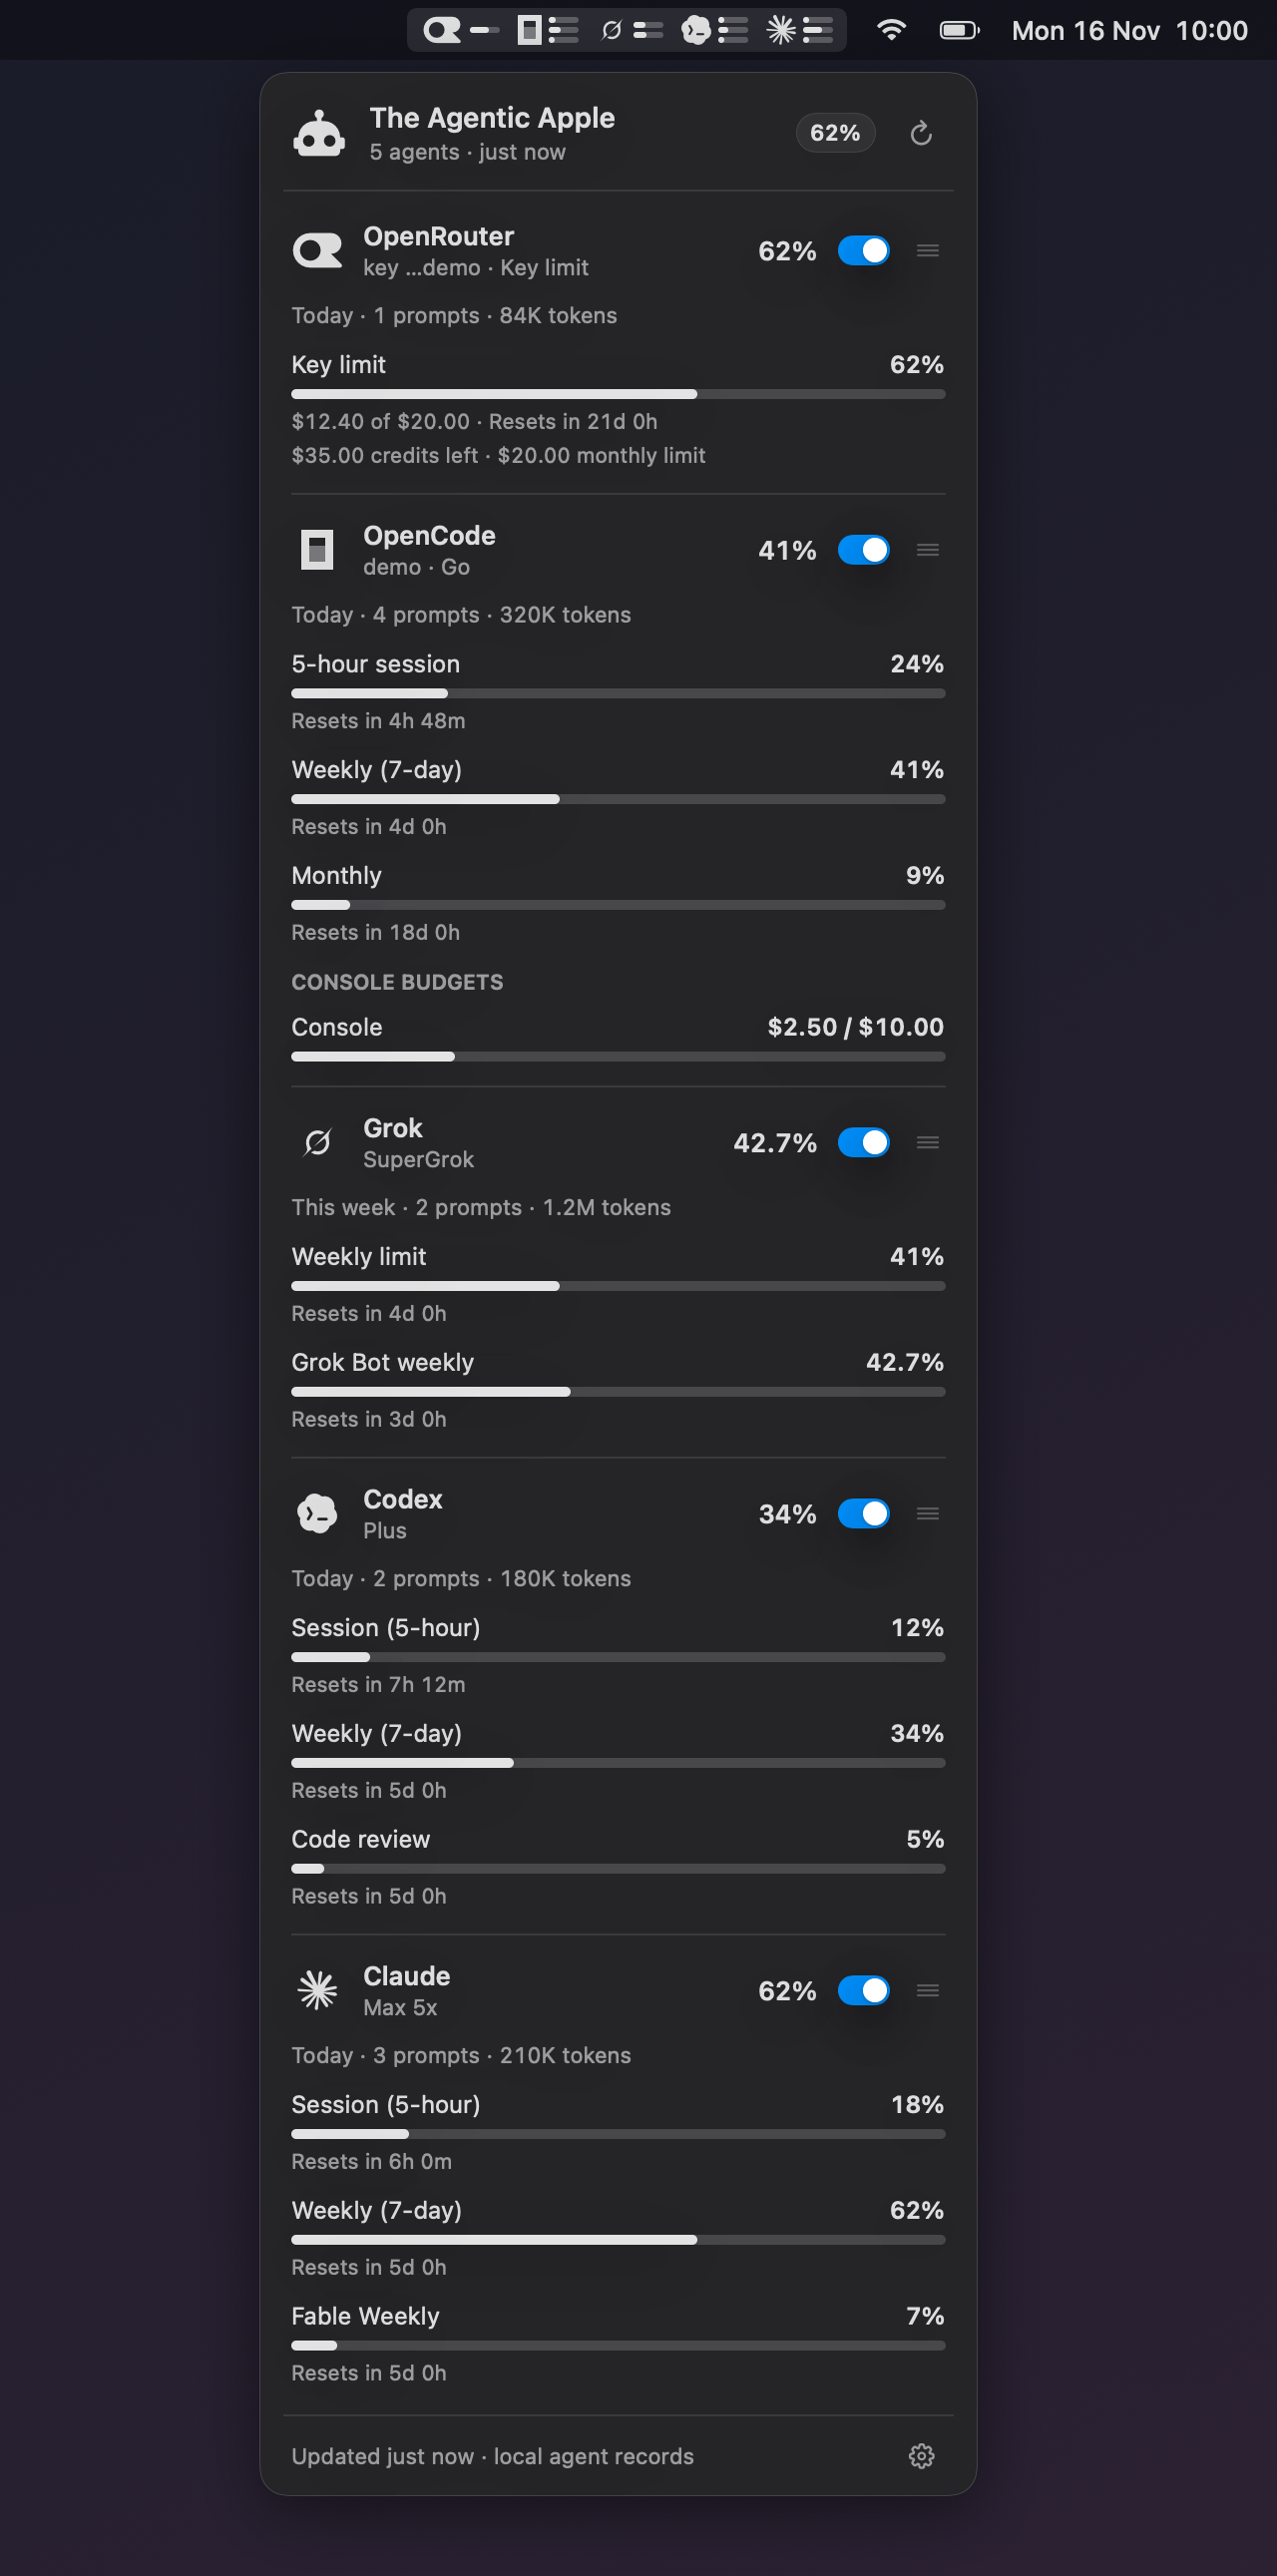 Mon 16 Nov 10:00
The Agentic Apple
5 agents · just now
62%
OpenRouter
key ...demo · Key limit
62%
Today · 1 prompts · 84K tokens
Key limit 62%
$12.40 of $20.00 · Resets in 21d 0h
$35.00 credits left · $20.00 monthly limit
OpenCode
demo · Go
41%
Today · 4 prompts · 320K tokens
5-hour session 24%
Resets in 4h 48m
Weekly (7-day) 41%
Resets in 4d 0h
Monthly 9%
Resets in 18d 0h
CONSOLE BUDGETS
Console $2.50 / $10.00
Grok
SuperGrok
42.7%
This week · 2 prompts · 1.2M tokens
Weekly limit 41%
Resets in 4d 0h
Grok Bot weekly 42.7%
Resets in 3d 0h
Codex
Plus
34%
Today · 2 prompts · 180K tokens
Session (5-hour) 12%
Resets in 7h 12m
Weekly (7-day) 34%
Resets in 5d 0h
Code review 5%
Resets in 5d 0h
Claude
Max 5x
62%
Today · 3 prompts · 210K tokens
Session (5-hour) 18%
Resets in 6h 0m
Weekly (7-day) 62%
Resets in 5d 0h
Fable Weekly 7%
Resets in 5d 0h
Updated just now · local agent records